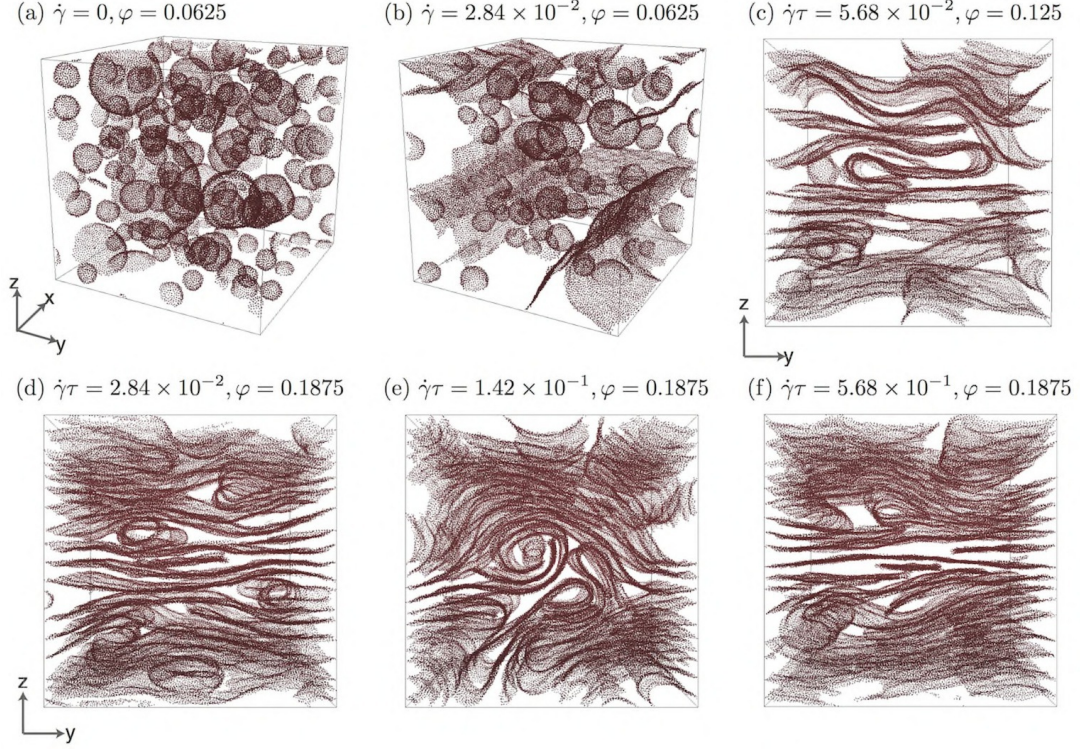 (a) γ̇ = 0, φ = 0.0625
(b) γ̇ = 2.84 × 10⁻², φ = 0.0625
(c) γ̇τ = 5.68 × 10⁻², φ = 0.125
z
x
y
z
y
(d) γ̇τ = 2.84 × 10⁻², φ = 0.1875
(e) γ̇τ = 1.42 × 10⁻¹, φ = 0.1875
(f) γ̇τ = 5.68 × 10⁻¹, φ = 0.1875
z
y